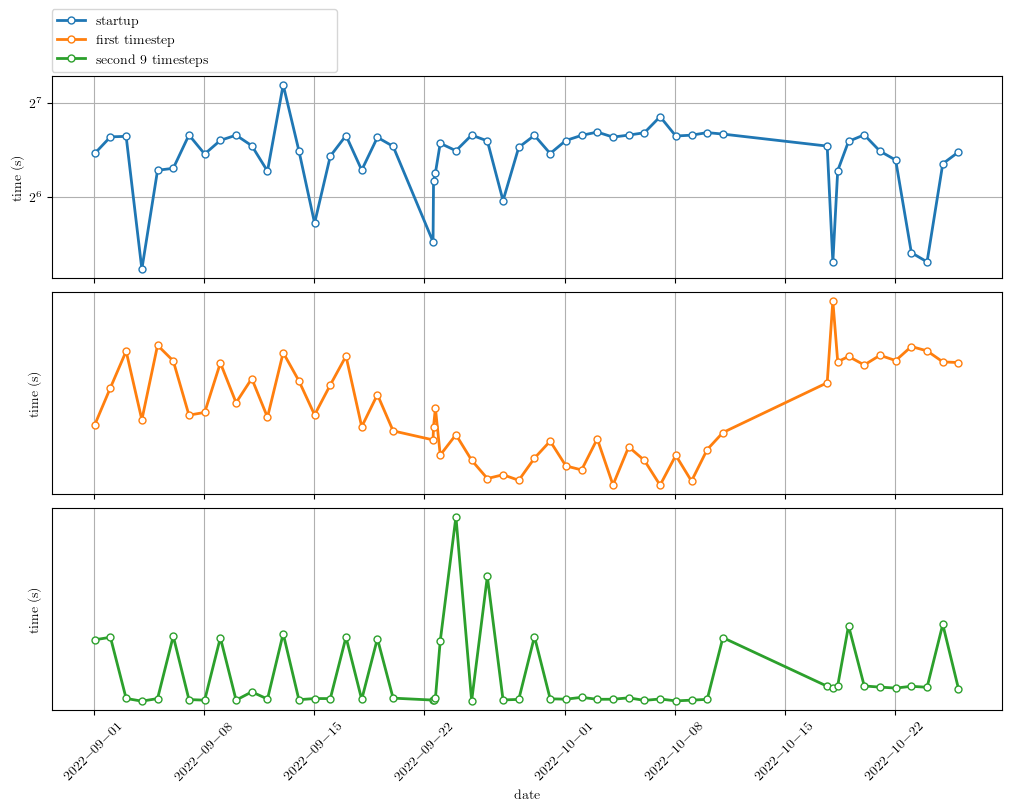 startup
first timestep
second 9 timesteps
2^7
2^6
time (s)
time (s)
time (s)
2022-09-01
2022-09-08
2022-09-15
2022-09-22
2022-10-01
2022-10-08
2022-10-15
2022-10-22
date